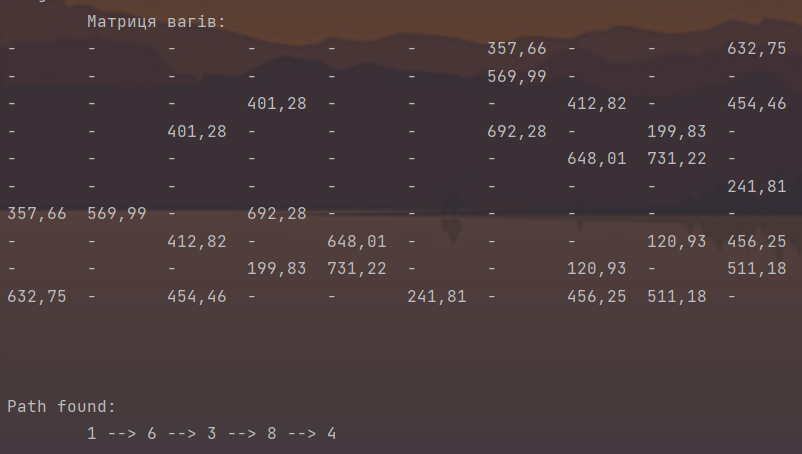 Матриця вагів:
- - - - - - 357,66 - - 632,75
- - - - - - 569,99 - - -
- - - 401,28 - - - 412,82 - 454,46
- - 401,28 - - - 692,28 - 199,83 -
- - - - - - - 648,01 731,22 -
- - - - - - - - - 241,81
357,66 569,99 - 692,28 - - - - - -
- - 412,82 - 648,01 - - - 120,93 456,25
- - - 199,83 731,22 - - 120,93 - 511,18
632,75 - 454,46 - - 241,81 - 456,25 511,18 -
Path found:
1 --> 6 --> 3 --> 8 --> 4